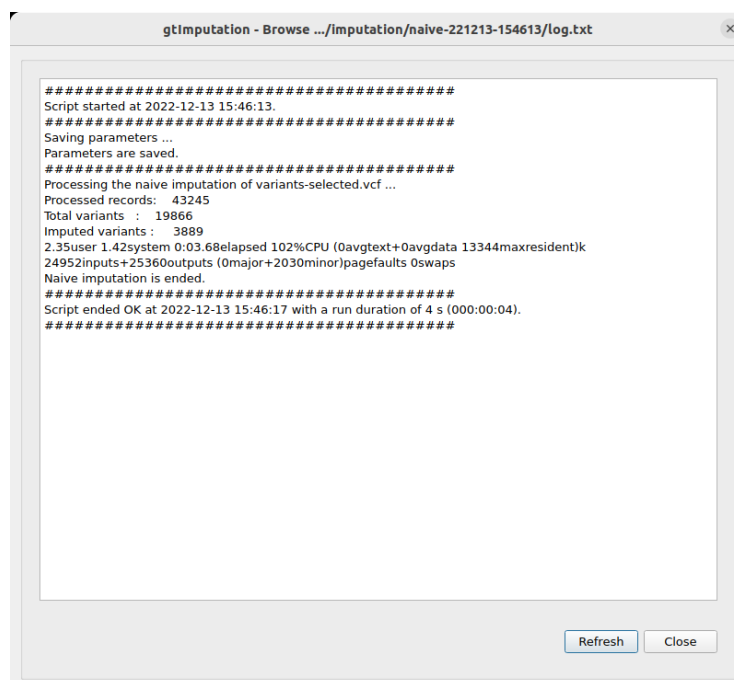 gtImputation - Browse .../imputation/naive-221213-154613/log.txt
#########################################
Script started at 2022-12-13 15:46:13.
#########################################
Saving parameters ...
Parameters are saved.
#########################################
Processing the naive imputation of variants-selected.vcf ...
Processed records:    43245
Total variants   :    19866
Imputed variants :     3889
2.35user 1.42system 0:03.68elapsed 102%CPU (0avgtext+0avgdata 13344maxresident)k
24952inputs+25360outputs (0major+2030minor)pagefaults 0swaps
Naive imputation is ended.
#########################################
Script ended OK at 2022-12-13 15:46:17 with a run duration of 4 s (000:00:04).
#########################################
Refresh Close